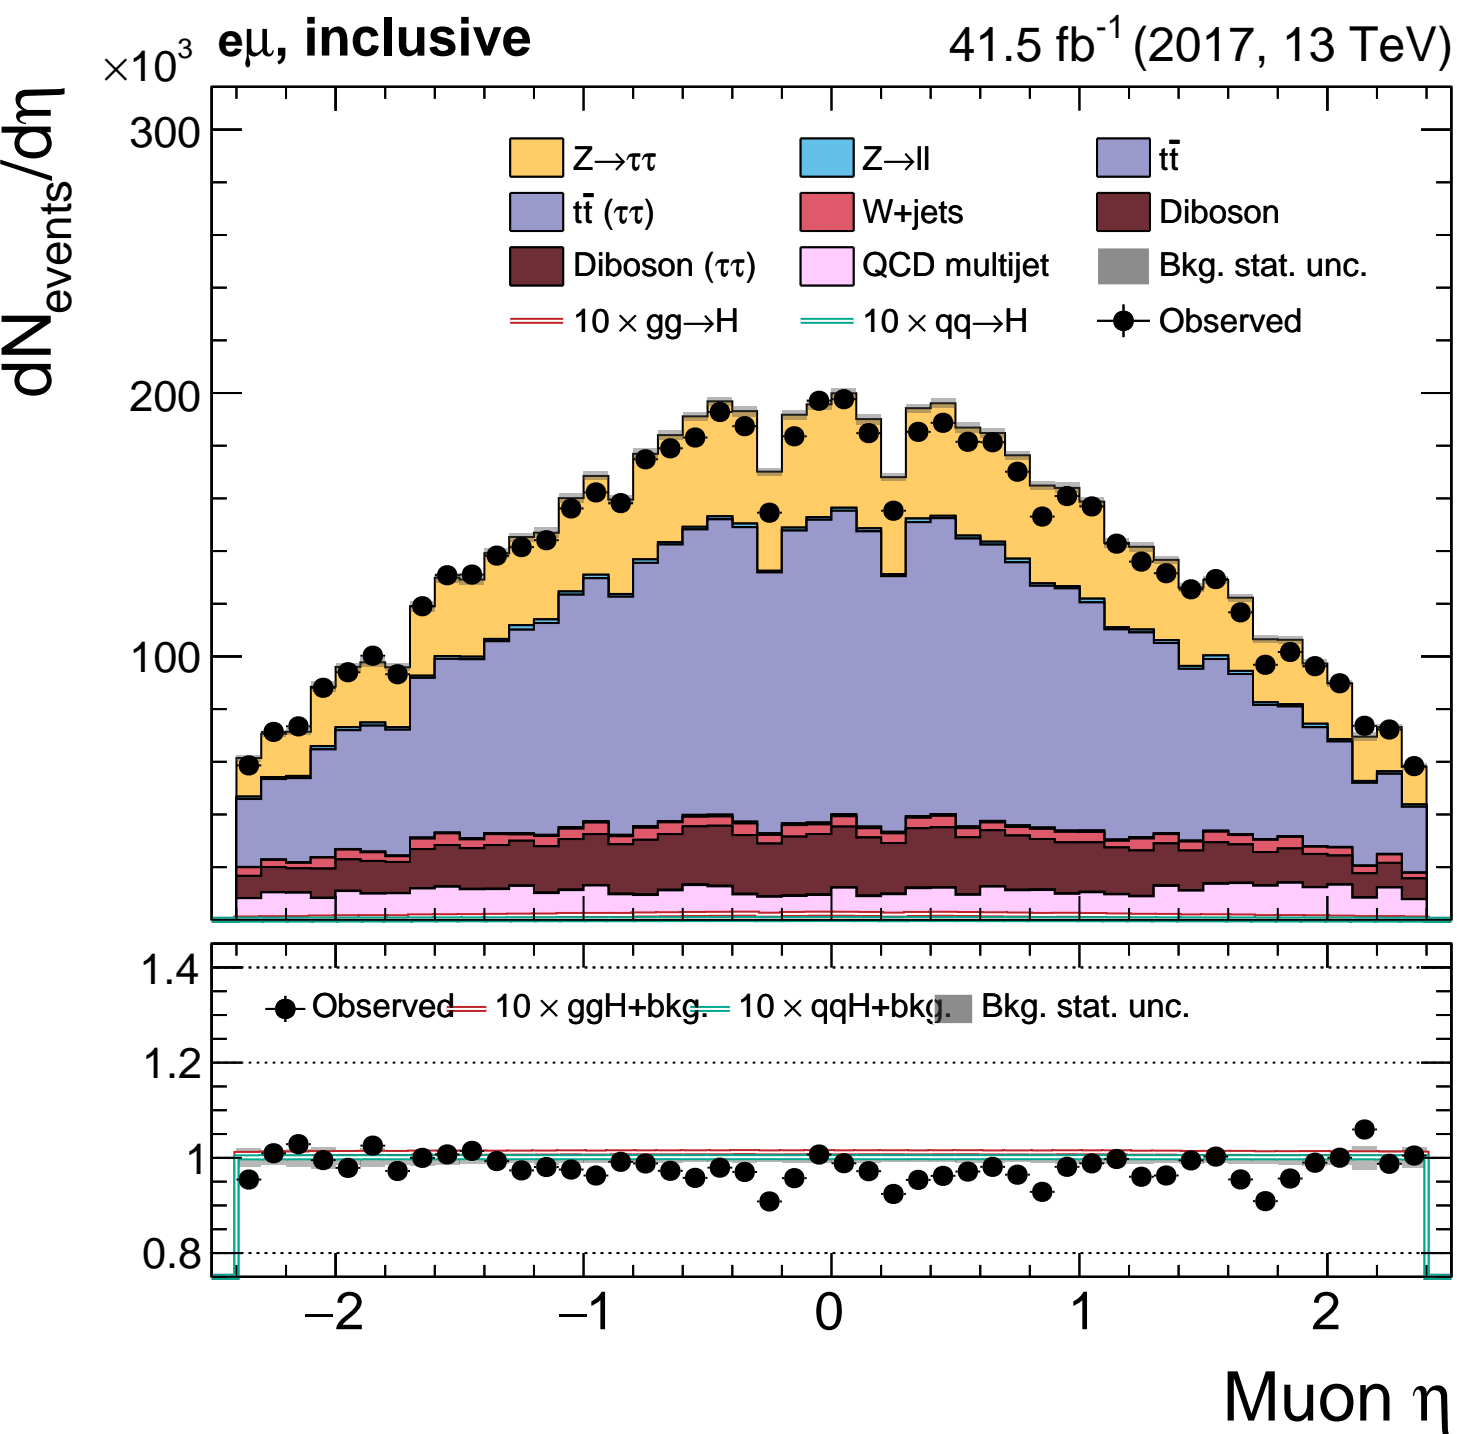 ×10³ eμ, inclusive 41.5 fb⁻¹ (2017, 13 TeV)
dN_events/dη
300
Z→ττ Z→ll tt̄
tt̄ (ττ) W+jets Diboson
Diboson (ττ) QCD multijet Bkg. stat. unc.
10 × gg→H 10 × qq→H Observed
200
100
1.4
Observed 10 × ggH+bkg. 10 × qqH+bkg. Bkg. stat. unc.
1.2
1
0.8
−2 −1 0 1 2
Muon η